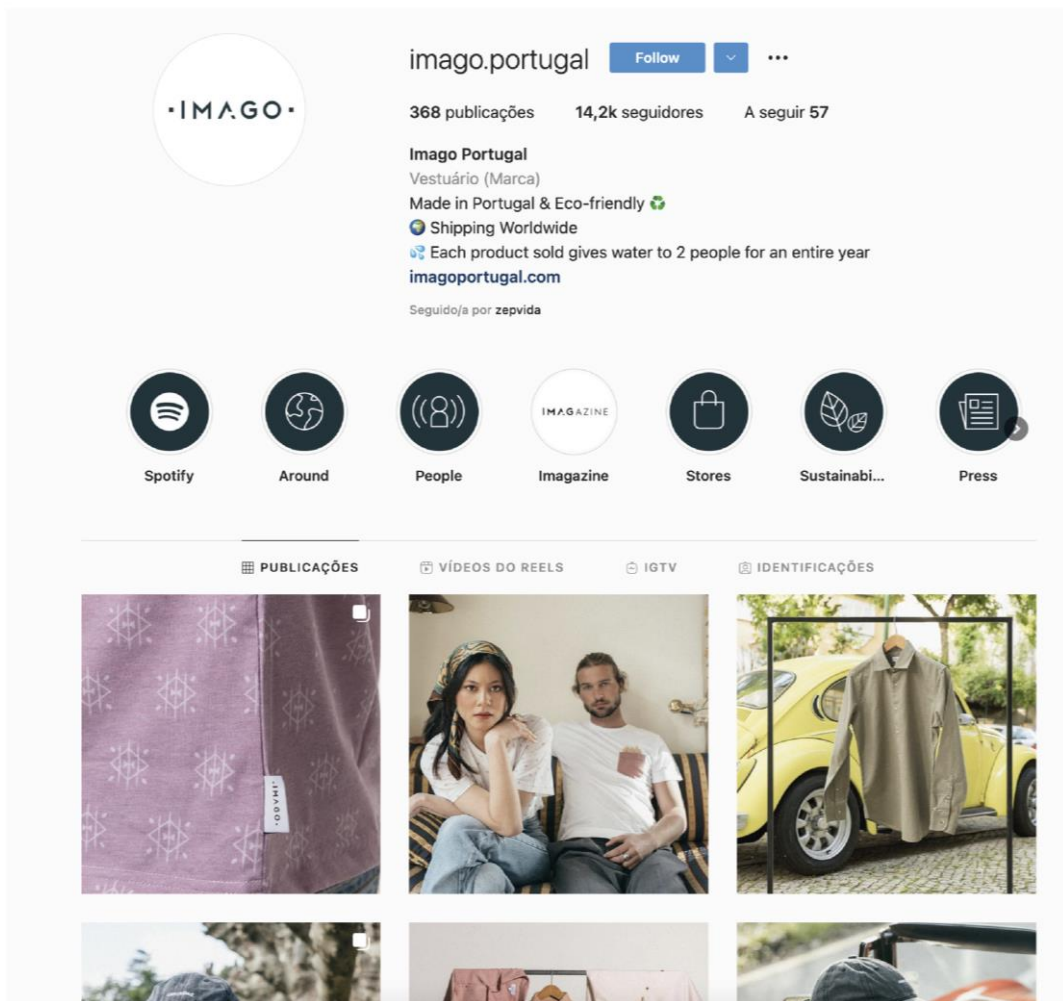 ·IMAGO·
imago.portugal
Follow
368 publicações 14,2k seguidores A seguir 57
Imago Portugal
Vestuário (Marca)
Made in Portugal & Eco-friendly ♻️
🌍 Shipping Worldwide
💦 Each product sold gives water to 2 people for an entire year
imagoportugal.com
Seguido/a por zepvida
IMAGAZINE
Spotify Around People Imagazine Stores Sustainabi... Press
PUBLICAÇÕES VÍDEOS DO REELS IGTV IDENTIFICAÇÕES
·IMAGO·